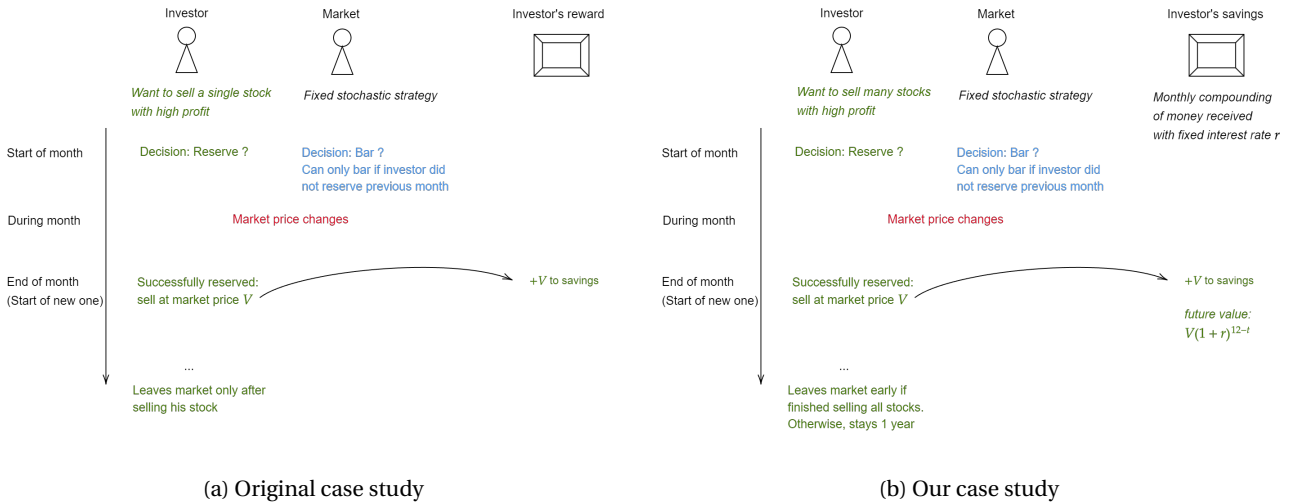 Investor
Market
Investor's reward
Want to sell a single stock
with high profit
Fixed stochastic strategy
Start of month
Decision: Reserve ?
Decision: Bar ?
Can only bar if investor did
not reserve previous month
During month
Market price changes
End of month
(Start of new one)
Successfully reserved:
sell at market price V
+V to savings
...
Leaves market only after
selling his stock
(a) Original case study
Investor
Market
Investor's savings
Want to sell many stocks
with high profit
Fixed stochastic strategy
Monthly compounding
of money received
with fixed interest rate r
Start of month
Decision: Reserve ?
Decision: Bar ?
Can only bar if investor did
not reserve previous month
During month
Market price changes
End of month
(Start of new one)
Successfully reserved:
sell at market price V
+V to savings
future value:
V(1 + r)^{12−t}
...
Leaves market early if
finished selling all stocks.
Otherwise, stays 1 year
(b) Our case study